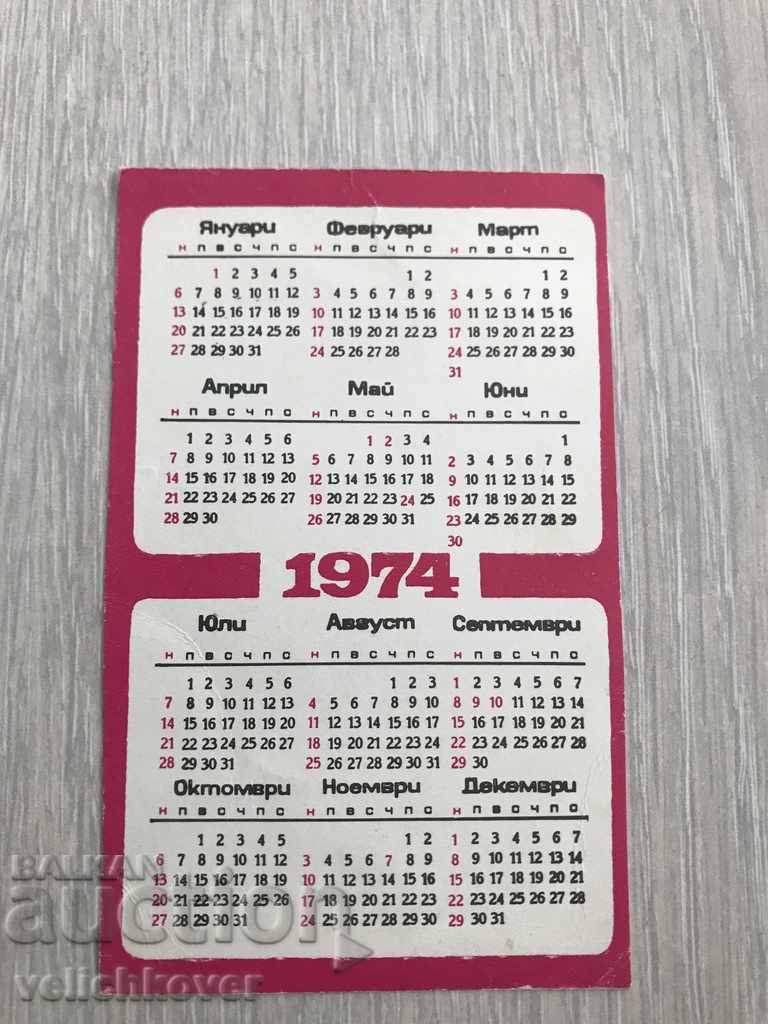 Януари Февруари Март
н п в с ч п с н п в с ч п с н п в с ч п с
1 2 3 4 5 1 2 1 2
6 7 8 9 10 11 12 3 4 5 6 7 8 9 3 4 5 6 7 8 9
13 14 15 16 17 18 19 10 11 12 13 14 15 16 10 11 12 13 14 15 16
20 21 22 23 24 25 26 17 18 19 20 21 22 23 17 18 19 20 21 22 23
27 28 29 30 31 24 25 26 27 28 24 25 26 27 28 29 30
31
Април Май Юни
н п в с ч п с н п в с ч п с н п в с ч п с
1 2 3 4 5 6 1 2 3 4 1
7 8 9 10 11 12 13 5 6 7 8 9 10 11 2 3 4 5 6 7 8
14 15 16 17 18 19 20 12 13 14 15 16 17 18 9 10 11 12 13 14 15
21 22 23 24 25 26 27 19 20 21 22 23 24 25 16 17 18 19 20 21 22
28 29 30 26 27 28 29 30 31 23 24 25 26 27 28 29
30
1974
Юли Август Септември
н п в с ч п с н п в с ч п с н п в с ч п с
1 2 3 4 5 6 1 2 3 1 2 3 4 5 6 7
7 8 9 10 11 12 13 4 5 6 7 8 9 10 8 9 10 11 12 13 14
14 15 16 17 18 19 20 11 12 13 14 15 16 17 15 16 17 18 19 20 21
21 22 23 24 25 26 27 18 19 20 21 22 23 24 22 23 24 25 26 27 28
28 29 30 31 25 26 27 28 29 30 31 29 30
Октомври Ноември Декември
н п в с ч п с н п в с ч п с н п в с ч п с
1 2 3 4 5 1 2 1 2 3 4 5 6 7
6 7 8 9 10 11 12 3 4 5 6 7 8 9 8 9 10 11 12 13 14
13 14 15 16 17 18 19 10 11 12 13 14 15 16 15 16 17 18 19 20 21
20 21 22 23 24 25 26 17 18 19 20 21 22 23 22 23 24 25 26 27 28
27 28 29 30 31 24 25 26 27 28 29 30 29 30 31
BALKAN
auction
velichkover